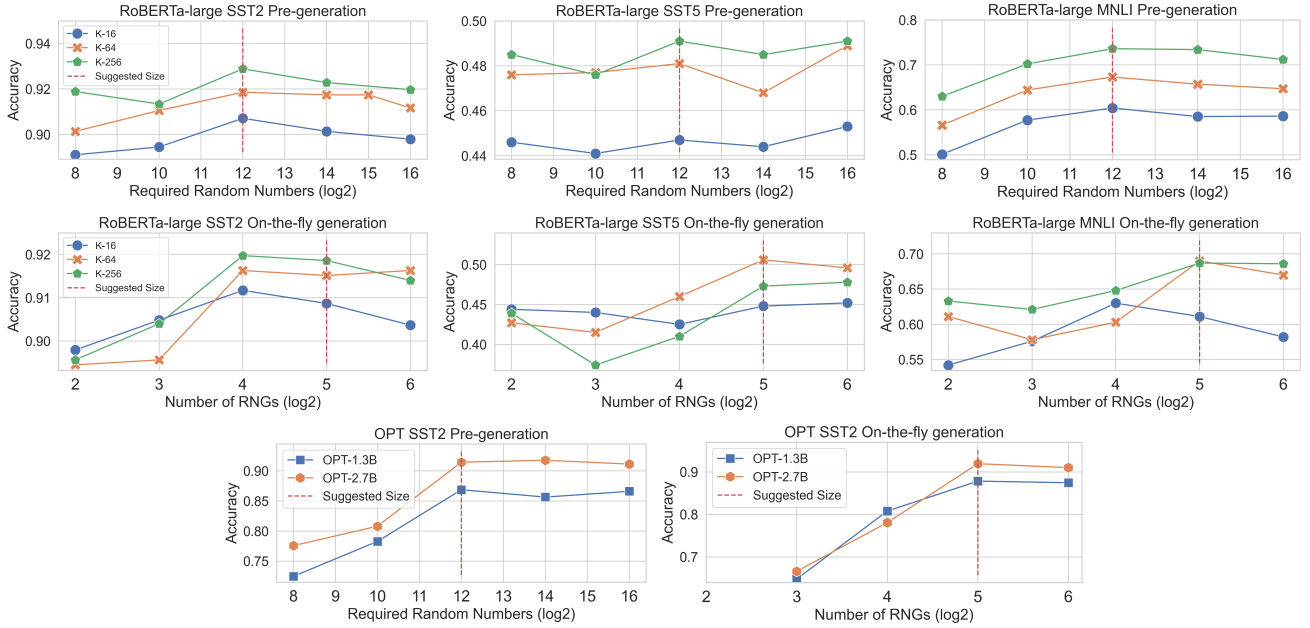 RoBERTa-large SST2 Pre-generation
0.94
0.92
0.90
Accuracy
K-16
K-64
K-256
Suggested Size
8 9 10 11 12 13 14 15 16
Required Random Numbers (log2)
RoBERTa-large SST5 Pre-generation
0.50
0.48
0.46
0.44
Accuracy
8 9 10 11 12 13 14 15 16
Required Random Numbers (log2)
RoBERTa-large MNLI Pre-generation
0.8
0.7
0.6
0.5
Accuracy
8 9 10 11 12 13 14 15 16
Required Random Numbers (log2)
RoBERTa-large SST2 On-the-fly generation
0.92
0.91
0.90
Accuracy
K-16
K-64
K-256
Suggested Size
2 3 4 5 6
Number of RNGs (log2)
RoBERTa-large SST5 On-the-fly generation
0.50
0.45
0.40
Accuracy
2 3 4 5 6
Number of RNGs (log2)
RoBERTa-large MNLI On-the-fly generation
0.70
0.65
0.60
0.55
Accuracy
2 3 4 5 6
Number of RNGs (log2)
OPT SST2 Pre-generation
0.90
0.85
0.80
0.75
Accuracy
OPT-1.3B
OPT-2.7B
Suggested Size
8 9 10 11 12 13 14 15 16
Required Random Numbers (log2)
OPT SST2 On-the-fly generation
0.9
0.8
0.7
Accuracy
OPT-1.3B
OPT-2.7B
Suggested Size
2 3 4 5 6
Number of RNGs (log2)